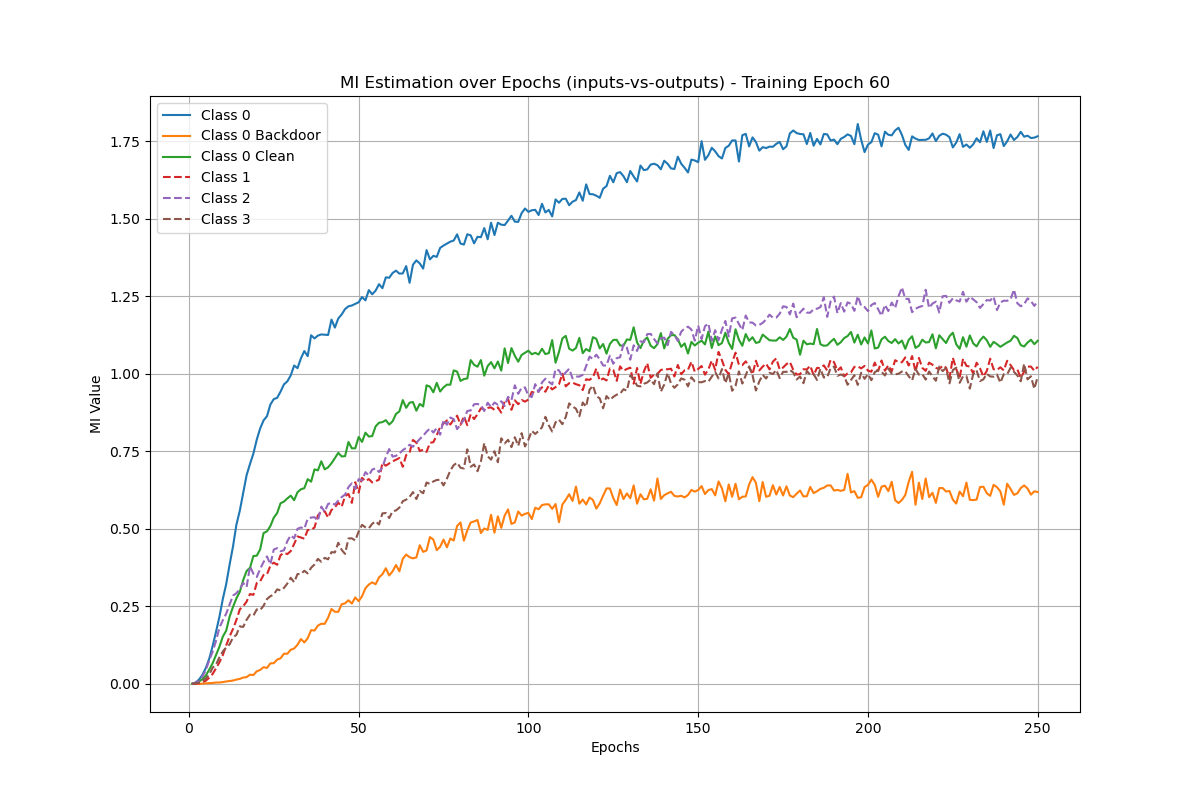 MI Estimation over Epochs (inputs-vs-outputs) - Training Epoch 60
Class 0
Class 0 Backdoor
Class 0 Clean
Class 1
Class 2
Class 3
MI Value
1.75
1.50
1.25
1.00
0.75
0.50
0.25
0.00
0
50
100
150
200
250
Epochs